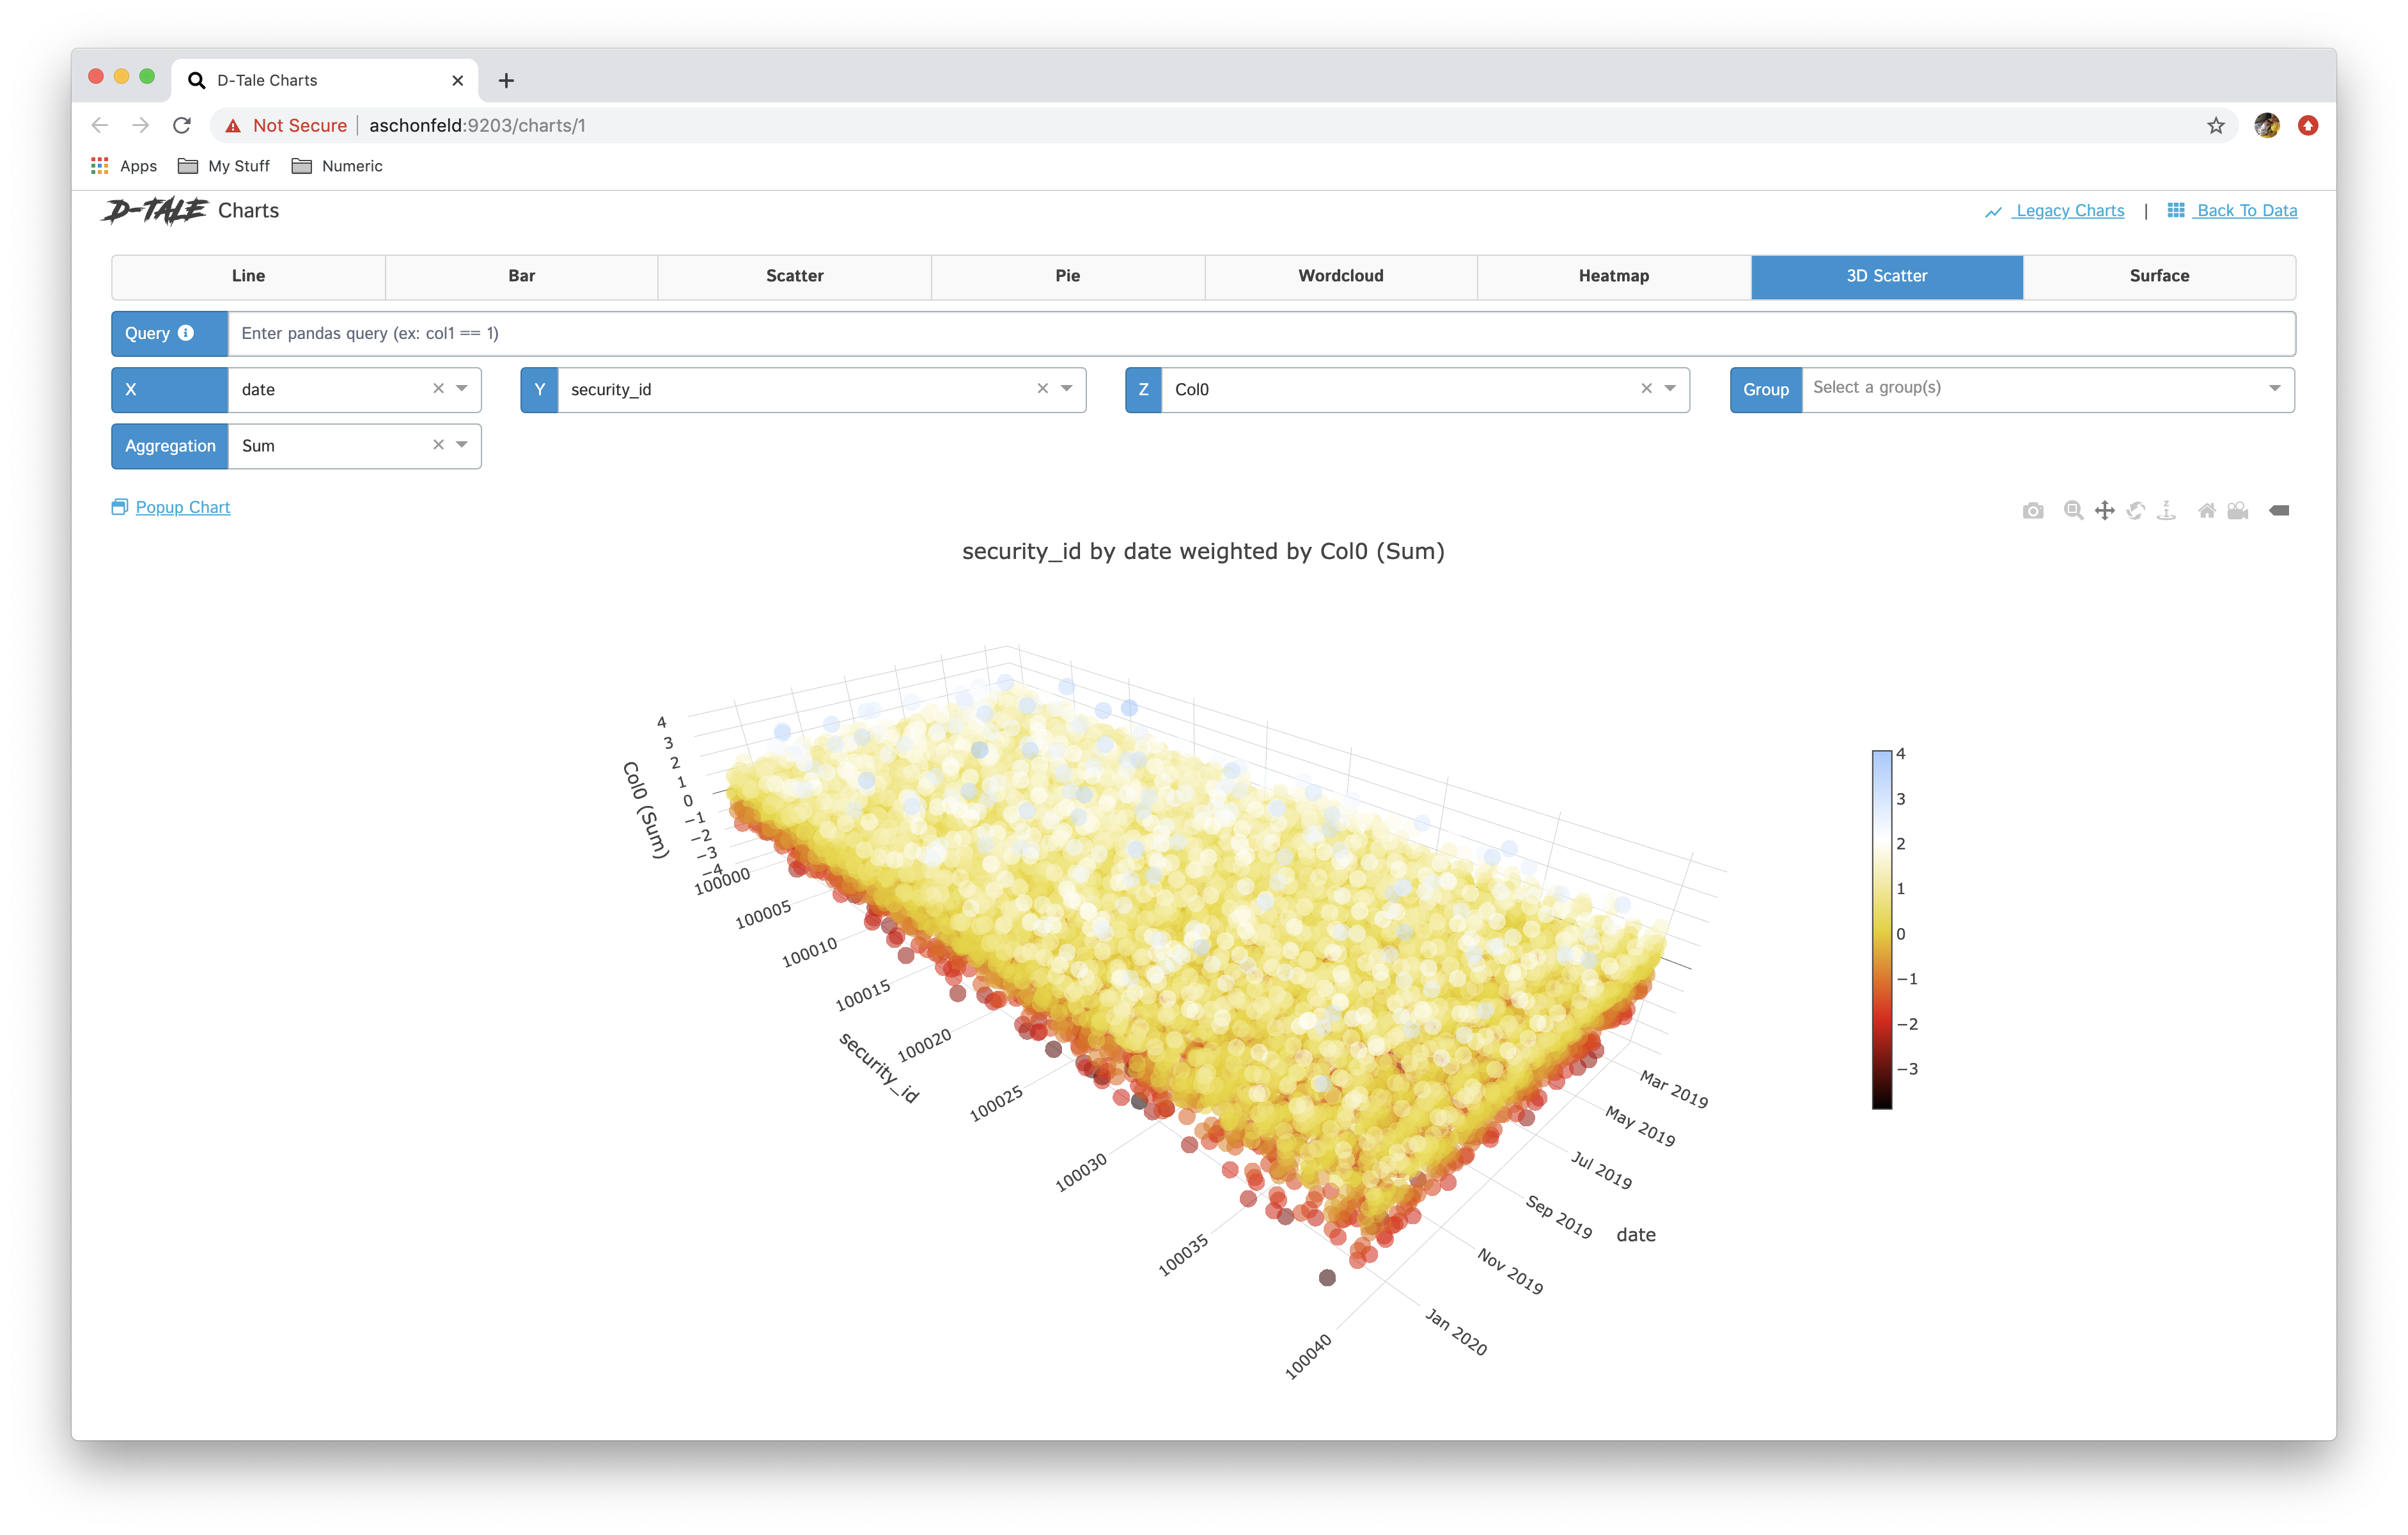 D-Tale Charts
Not Secure | aschonfeld:9203/charts/1
Apps My Stuff Numeric
D-TALE Charts Legacy Charts | Back To Data
Line Bar Scatter Pie Wordcloud Heatmap 3D Scatter Surface
Query Enter pandas query (ex: col1 == 1)
X date Y security_id Z Col0 Group Select a group(s)
Aggregation Sum
Popup Chart
security_id by date weighted by Col0 (Sum)
4
3
2
1
0
−1
−2
−3
−4
Col0 (Sum)
100000
100005
100010
100015
100020
100025
100030
100035
100040
security_id
Mar 2019
May 2019
Jul 2019
Sep 2019
Nov 2019
Jan 2020
date
4
3
2
1
0
−1
−2
−3